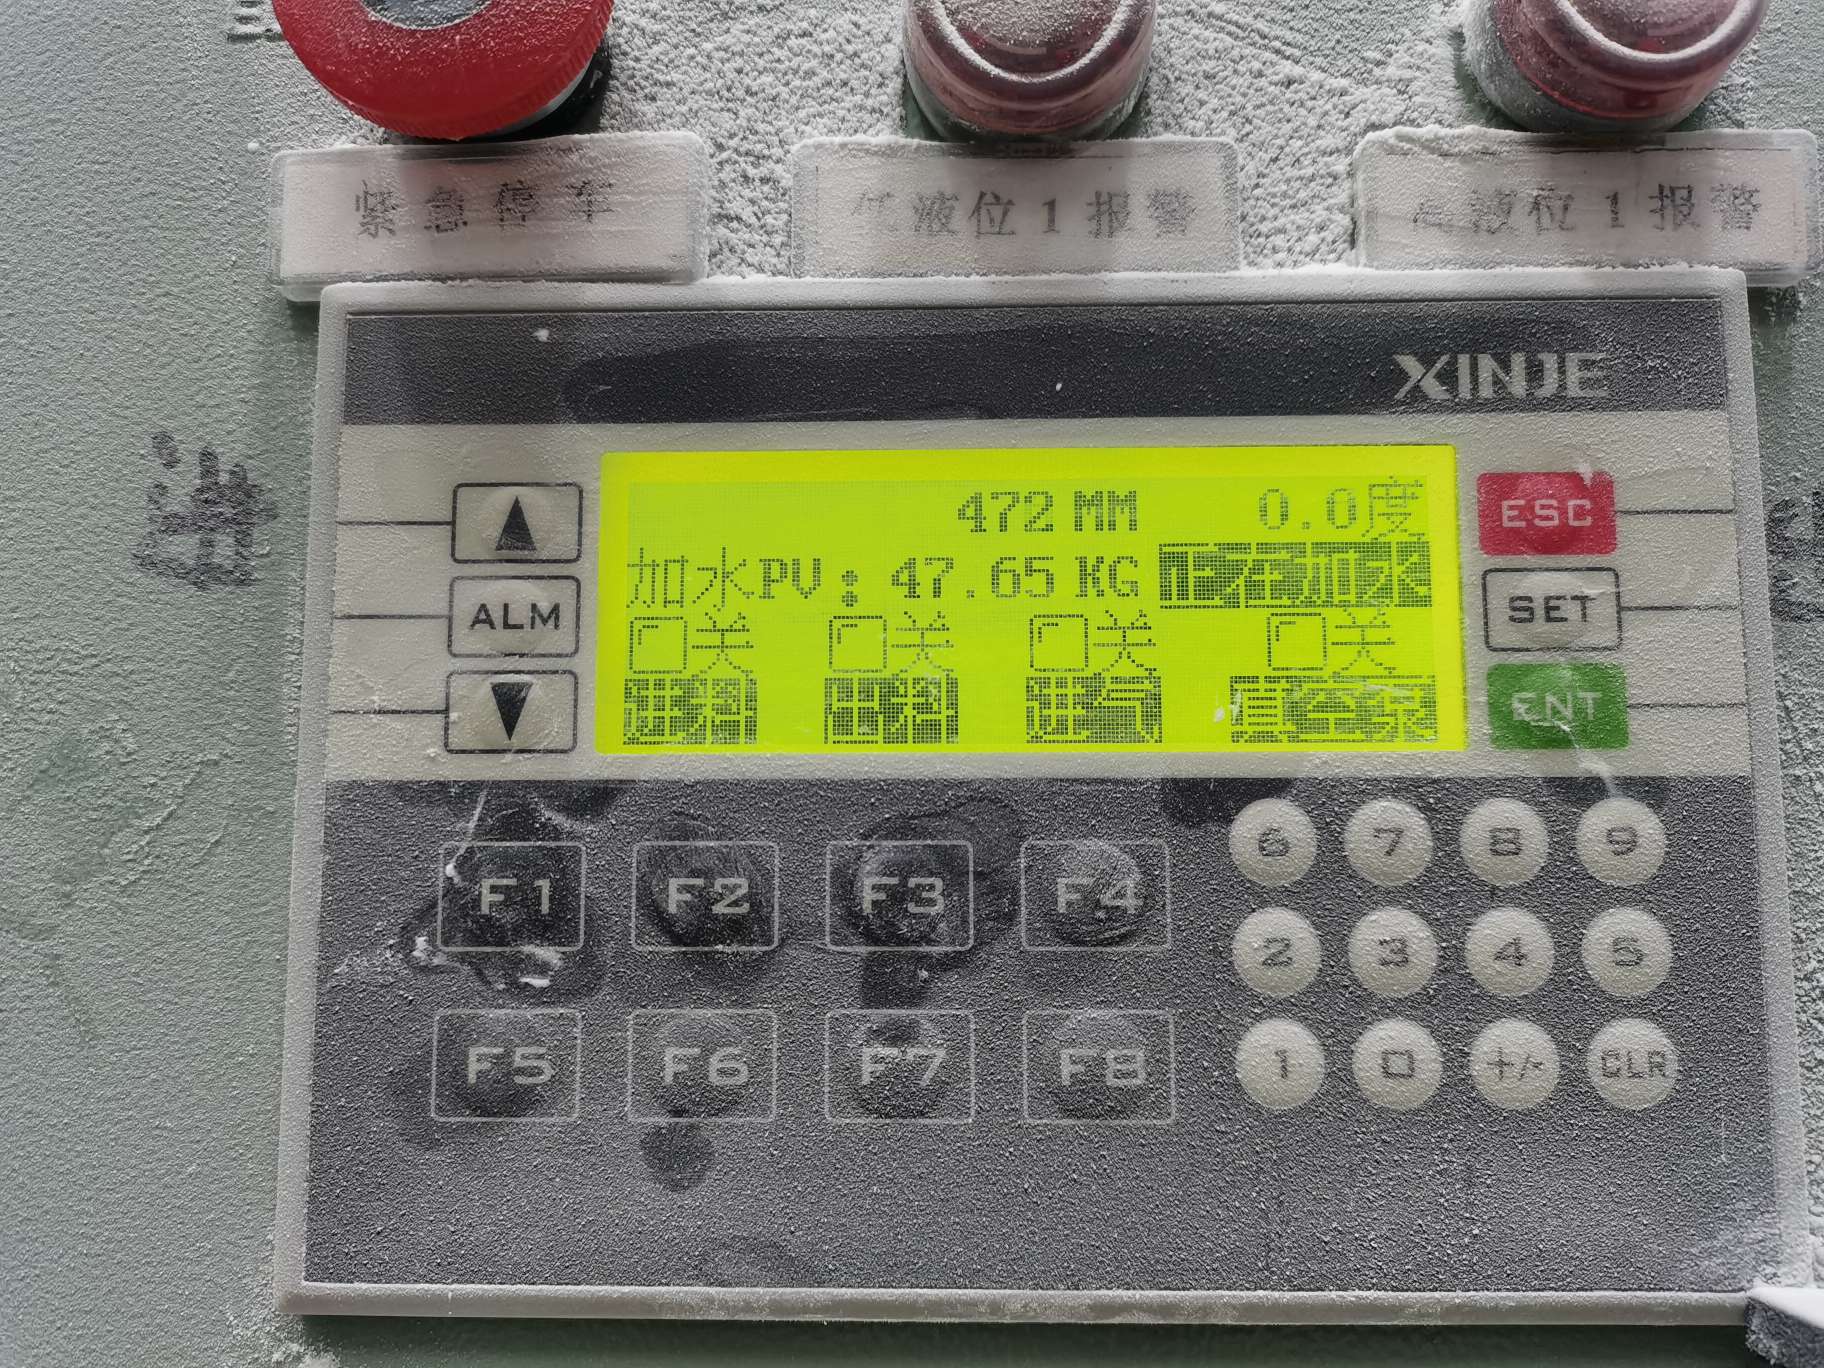 紧急停车
低液位1报警
高液位1报警
XINJE
472 MM 0.0度
加水PV: 47.65 KG 正在加水
关 关 关 关
进料 出料 进气 真空泵
ALM
ESC
SET
ENT
F1 F2 F3 F4
F5 F6 F7 F8
6 7 8 9
2 3 4 5
1 0 +/- CLR